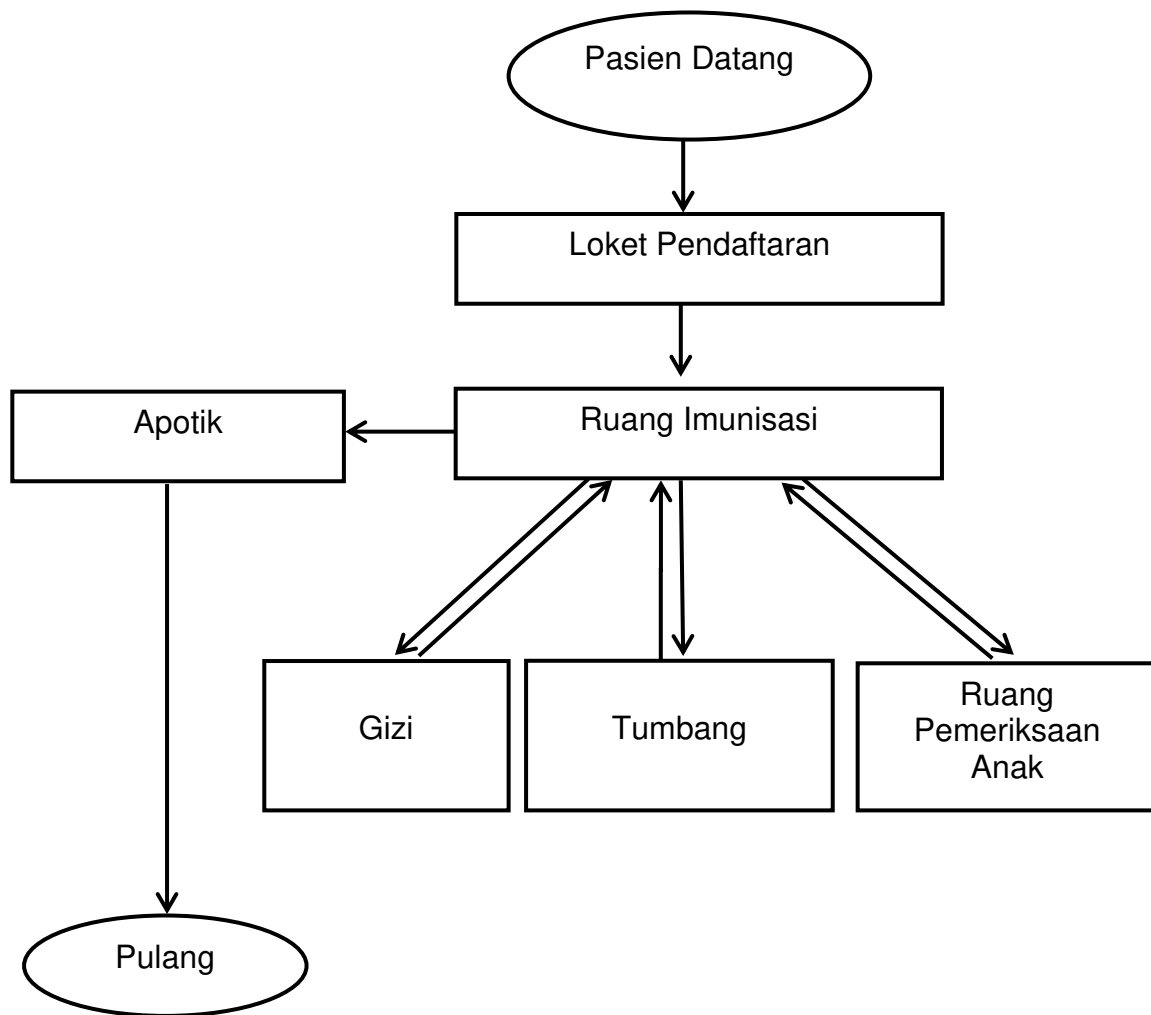 Pasien Datang
Loket Pendaftaran
Apotik
Ruang Imunisasi
Gizi
Tumbang
Ruang
Pemeriksaan
Anak
Pulang